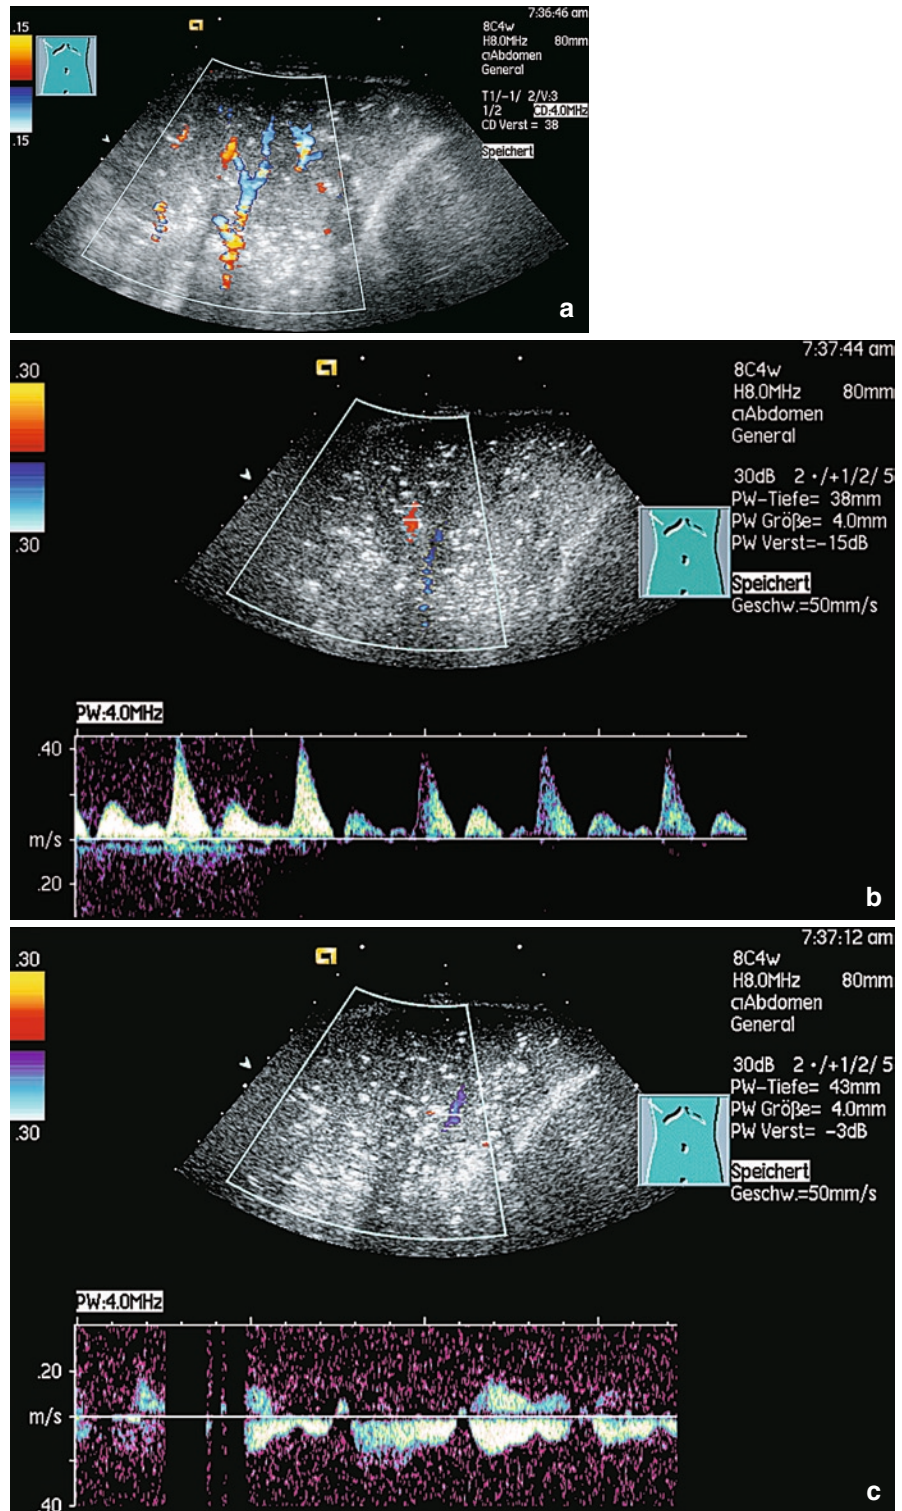 7:36:46 am
.15
8C4w
H8.0MHz 80mm
Abdomen
General
T1/-1/ 2/V:3
1/2 CD:4.0MHz
CD Verst = 38
.15
Speichert
a
7:37:44 am
.30
8C4w
H8.0MHz 80mm
Abdomen
General
30dB 2 •/+1/2/ 5
.30
PW-Tiefe= 38mm
PW Größe= 4.0mm
PW Verst=-15dB
Speichert
Geschw.=50mm/s
PW:4.0MHz
.40
m/s
.20
b
7:37:12 am
.30
8C4w
H8.0MHz 80mm
Abdomen
General
30dB 2 •/+1/2/ 5
PW-Tiefe= 43mm
.30
PW Größe= 4.0mm
PW Verst= -3dB
Speichert
Geschw.=50mm/s
PW:4.0MHz
.20
m/s
.40
c